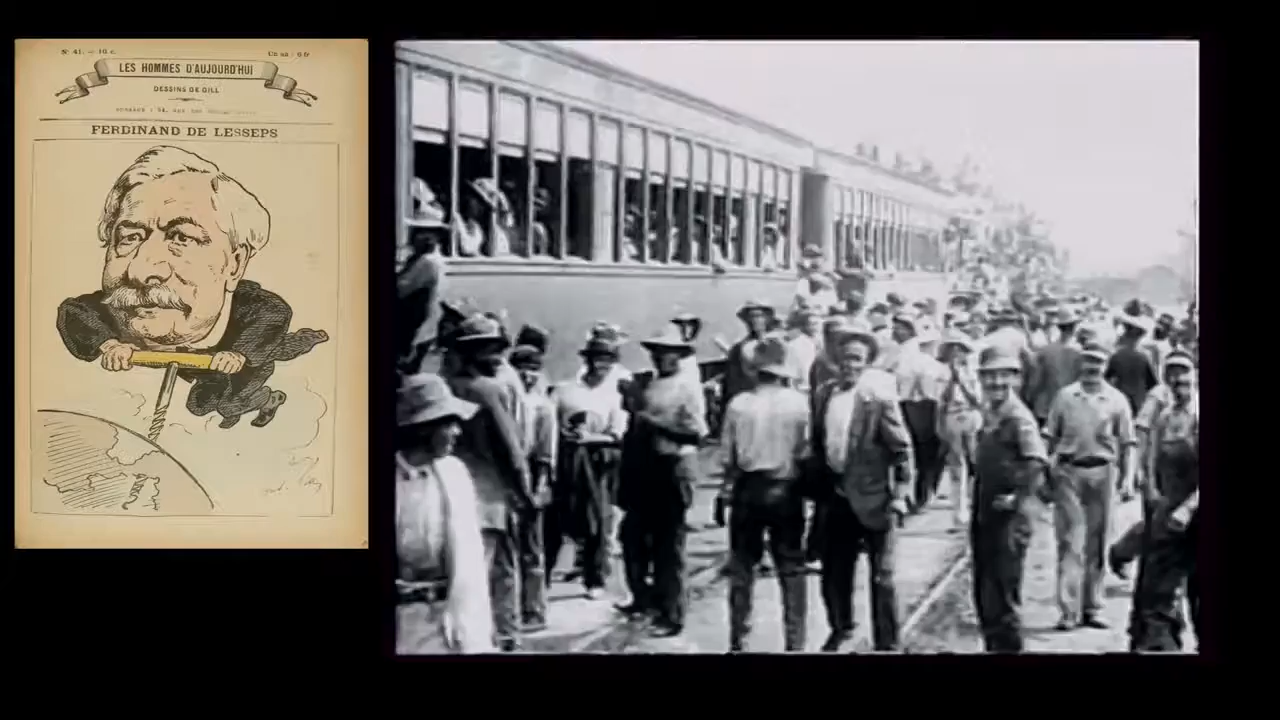 N° 41. — 10 c.
Un an : 6 fr
LES HOMMES D'AUJOURD'HUI
DESSINS DE GILL
FERDINAND DE LESSEPS